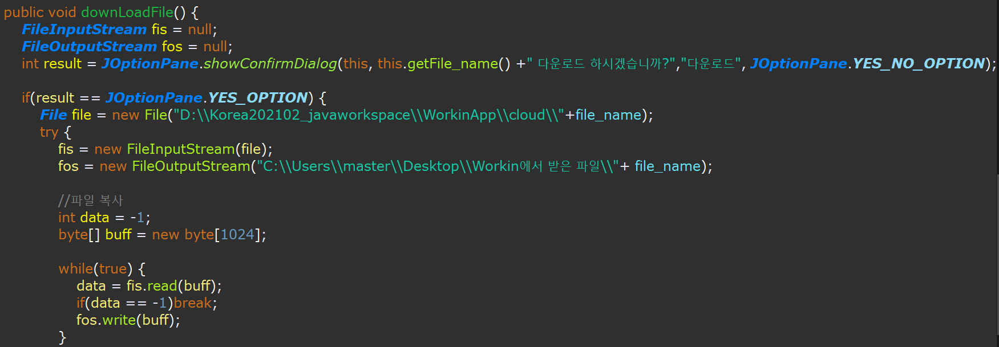 public void downLoadFile() {
FileInputStream fis = null;
FileOutputStream fos = null;
int result = JOptionPane.showConfirmDialog(this, this.getFile_name() +" 다운로드 하시겠습니까?","다운로드", JOptionPane.YES_NO_OPTION);
if(result == JOptionPane.YES_OPTION) {
File file = new File("D:\\Korea202102_javaworkspace\\WorkinApp\\cloud\\"+file_name);
try {
fis = new FileInputStream(file);
fos = new FileOutputStream("C:\\Users\\master\\Desktop\\Workin에서 받은 파일\\"+ file_name);
//파일 복사
int data = -1;
byte[] buff = new byte[1024];
while(true) {
data = fis.read(buff);
if(data == -1)break;
fos.write(buff);
}